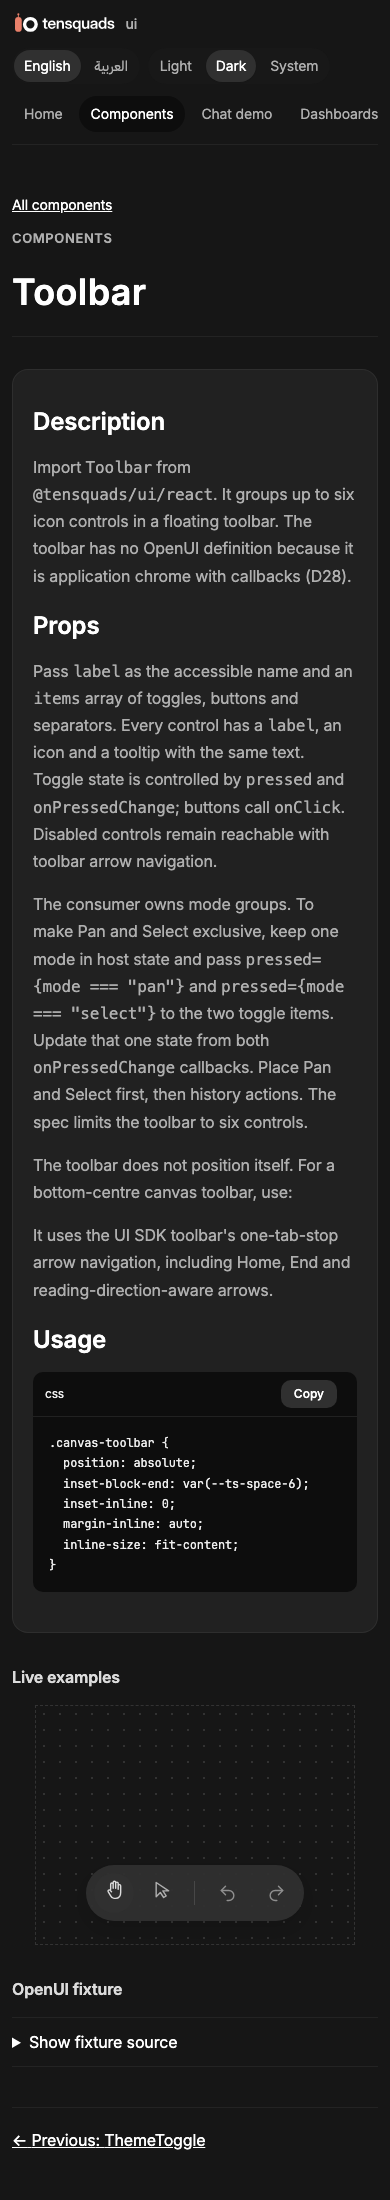 tensquads ui
English العربية Light Dark System
Home Components Chat demo Dashboards
All components
COMPONENTS
Toolbar
Description
Import Toolbar from
@tensquads/ui/react. It groups up to six
icon controls in a floating toolbar. The
toolbar has no OpenUI definition because it
is application chrome with callbacks (D28).
Props
Pass label as the accessible name and an
items array of toggles, buttons and
separators. Every control has a label, an
icon and a tooltip with the same text.
Toggle state is controlled by pressed and
onPressedChange; buttons call onClick.
Disabled controls remain reachable with
toolbar arrow navigation.
The consumer owns mode groups. To
make Pan and Select exclusive, keep one
mode in host state and pass pressed=
{mode === "pan"} and pressed={mode
=== "select"} to the two toggle items.
Update that one state from both
onPressedChange callbacks. Place Pan
and Select first, then history actions. The
spec limits the toolbar to six controls.
The toolbar does not position itself. For a
bottom-centre canvas toolbar, use:
It uses the UI SDK toolbar's one-tab-stop
arrow navigation, including Home, End and
reading-direction-aware arrows.
Usage
css Copy
.canvas-toolbar {
  position: absolute;
  inset-block-end: var(--ts-space-6);
  inset-inline: 0;
  margin-inline: auto;
  inline-size: fit-content;
}
Live examples
OpenUI fixture
▶ Show fixture source
← Previous: ThemeToggle